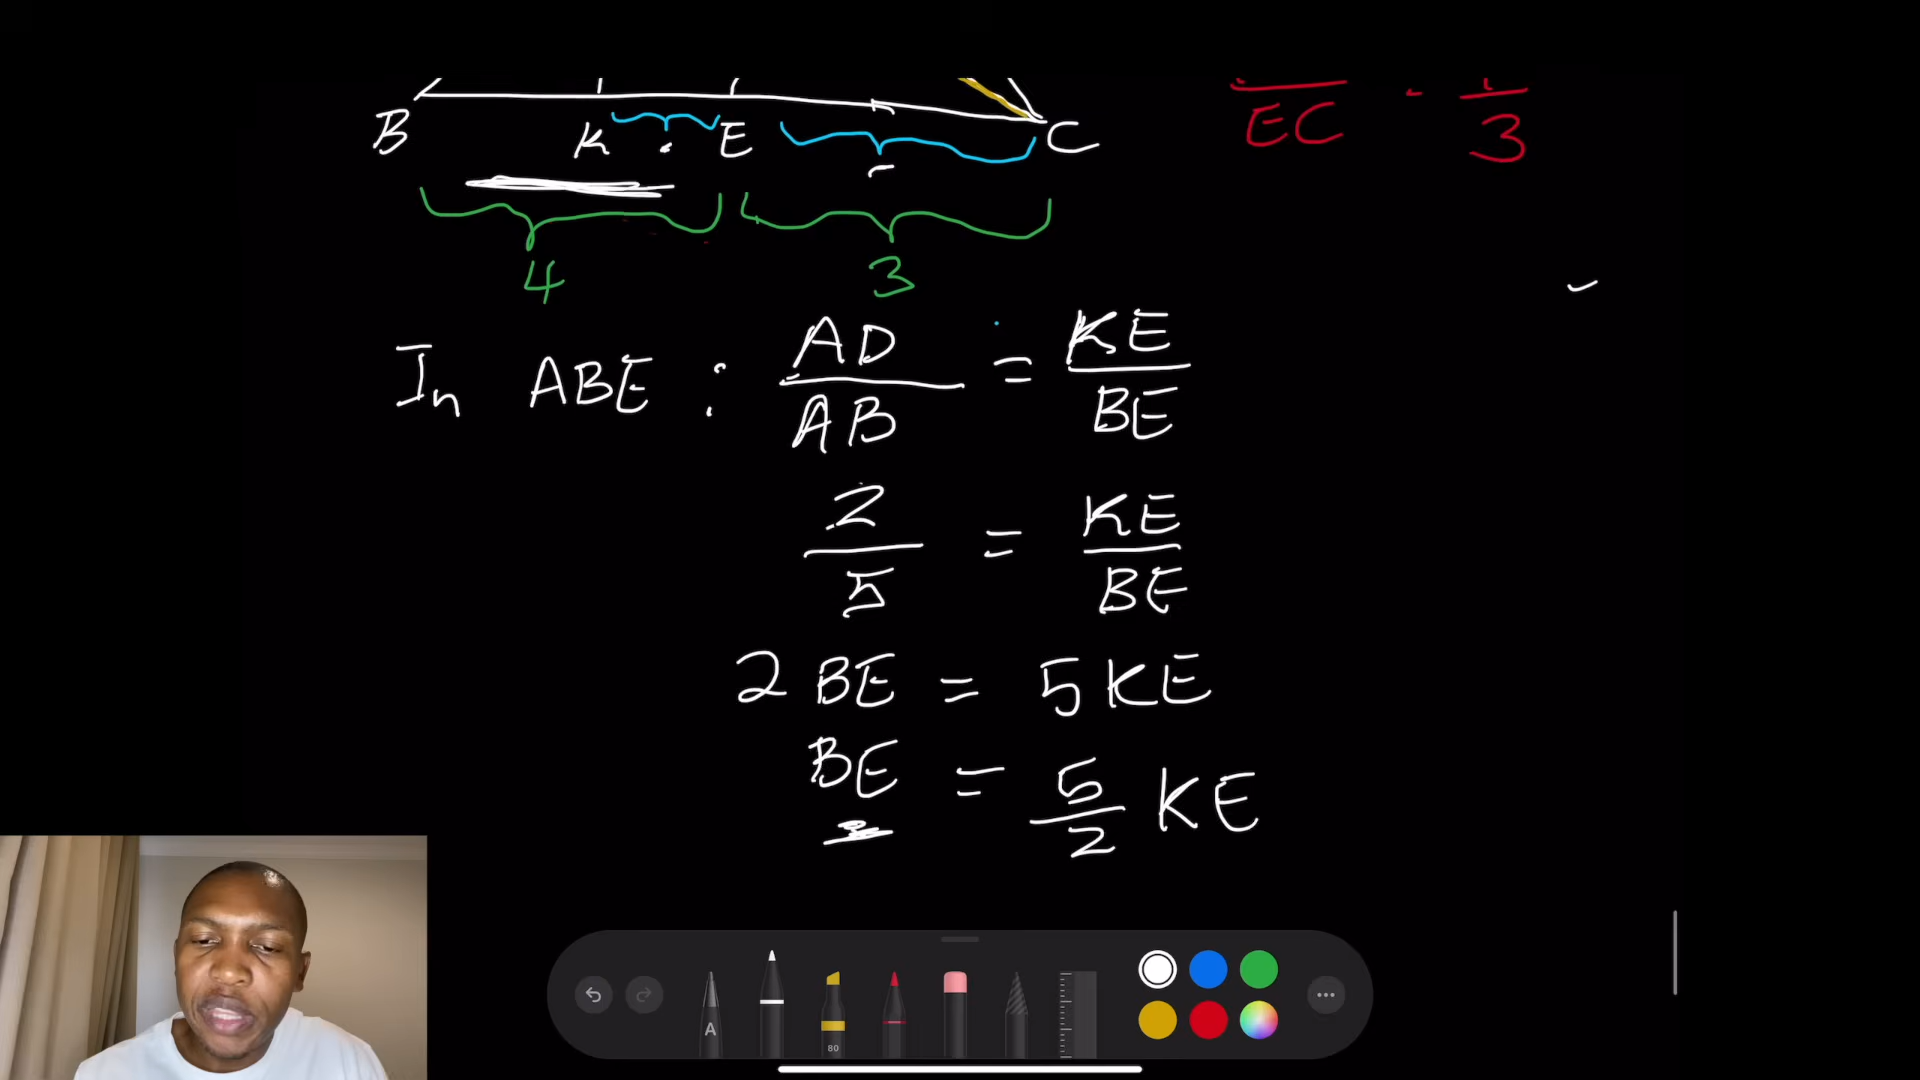 B K E C
EC 3
4 3
In ABE : AD/AB = KE/BE
2/5 = KE/BE
2 BE = 5 KE
BE = 5/2 KE
A 80